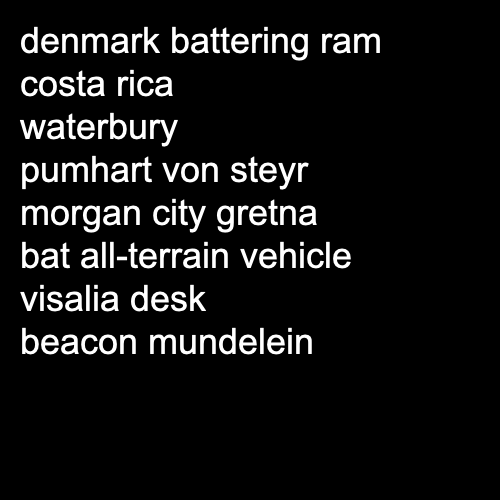 denmark battering ram
costa rica
waterbury
pumhart von steyr
morgan city gretna
bat all-terrain vehicle
visalia desk
beacon mundelein